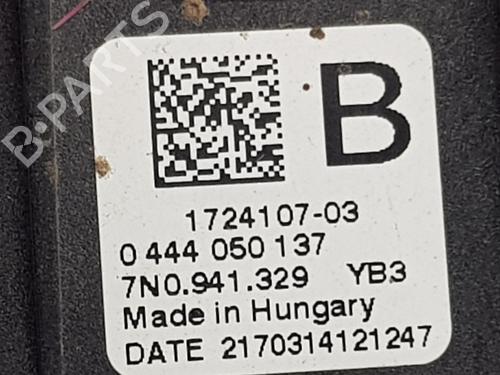 B
1724107-03
0 444 050 137
7N0.941.329 YB3
Made in Hungary
DATE 2170314121247
B-PARTS